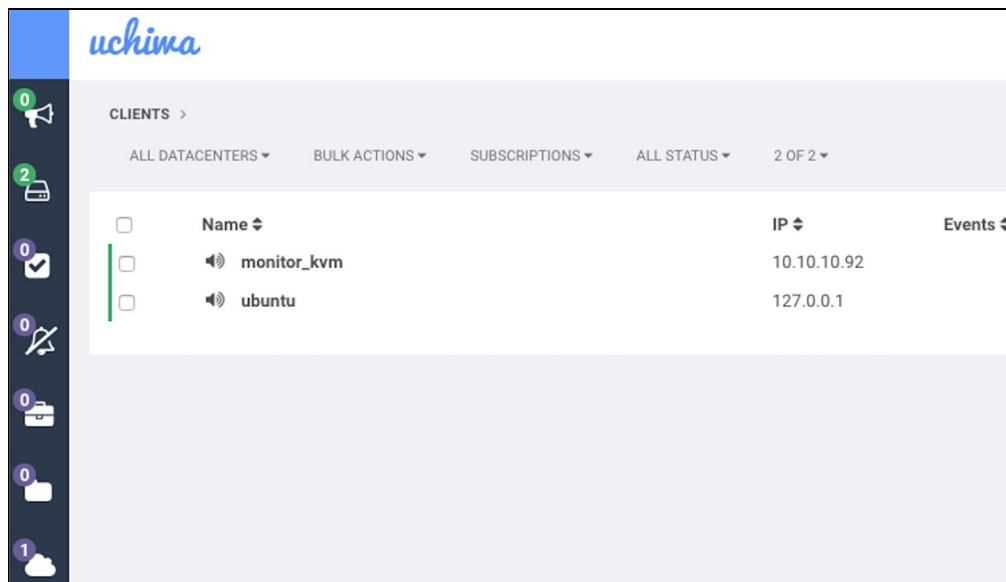 uchiwa
0
CLIENTS >
ALL DATACENTERS BULK ACTIONS SUBSCRIPTIONS ALL STATUS 2 OF 2
2
Name IP Events
0
monitor_kvm 10.10.10.92
ubuntu 127.0.0.1
0
0
0
1